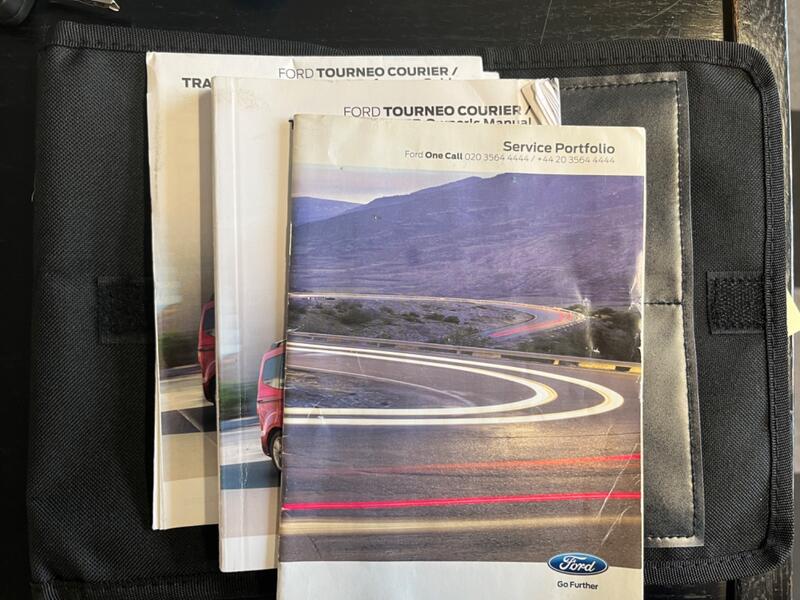 FORD TOURNEO COURIER /
FORD TOURNEO COURIER /
Owner's Manual
Service Portfolio
Ford One Call 020 3564 4444 / +44 20 3564 4444
Ford
Go Further